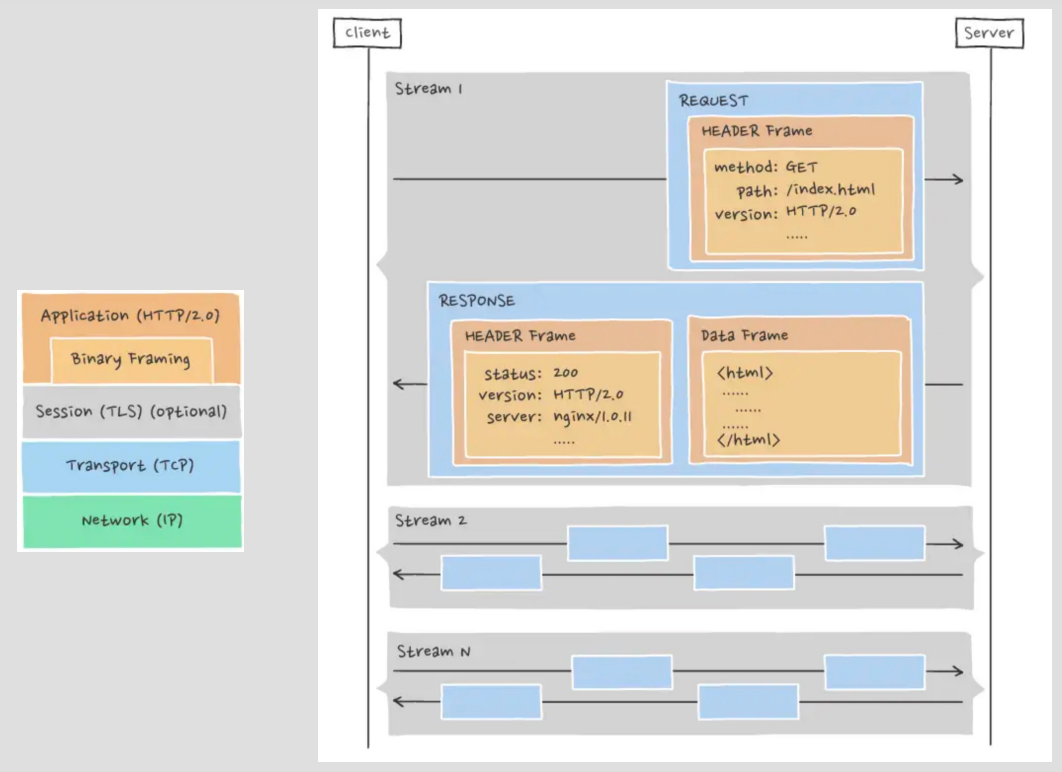 Application (HTTP/2.0)
Binary Framing
Session (TLS) (optional)
Transport (TCP)
Network (IP)
client
Server
Stream 1
REQUEST
HEADER Frame
method: GET
path: /index.html
version: HTTP/2.0
.....
RESPONSE
HEADER Frame
status: 200
version: HTTP/2.0
server: nginx/1.0.11
.....
Data Frame
<html>
......
......
......
</html>
Stream 2
Stream N